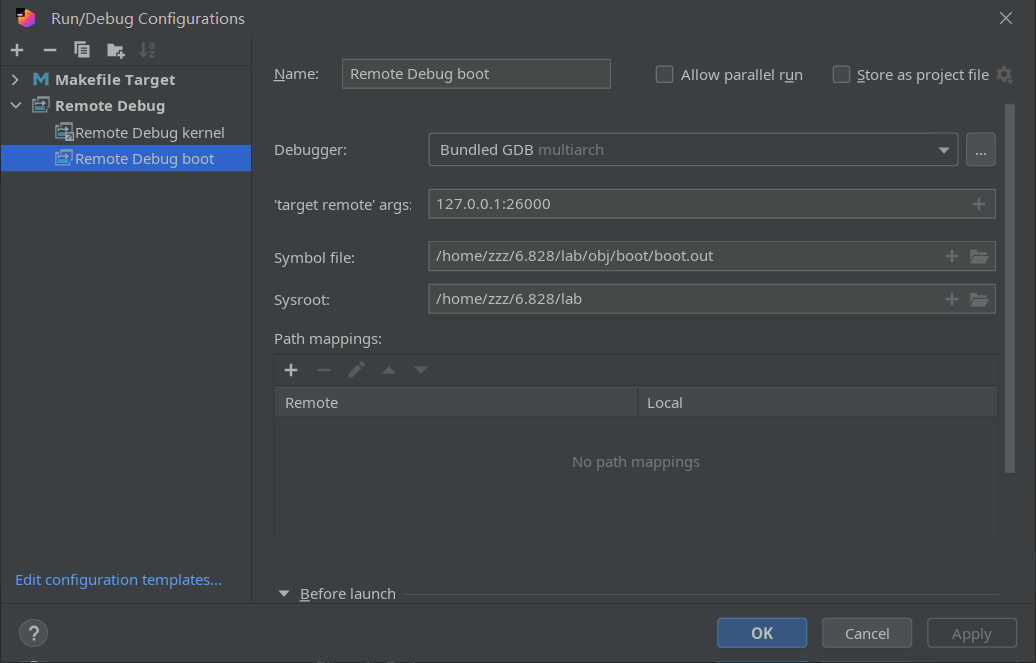 Run/Debug Configurations
Makefile Target
Remote Debug
Remote Debug kernel
Remote Debug boot
Edit configuration templates...
Name: Remote Debug boot Allow parallel run Store as project file
Debugger: Bundled GDB multiarch ...
'target remote' args: 127.0.0.1:26000
Symbol file: /home/zzz/6.828/lab/obj/boot/boot.out
Sysroot: /home/zzz/6.828/lab
Path mappings:
Remote Local
No path mappings
Before launch
? OK Cancel Apply